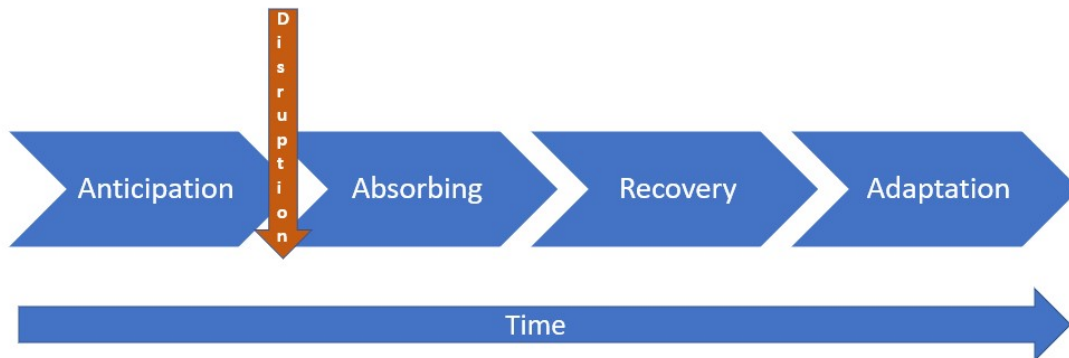 Disruption
Anticipation
Absorbing
Recovery
Adaptation
Time